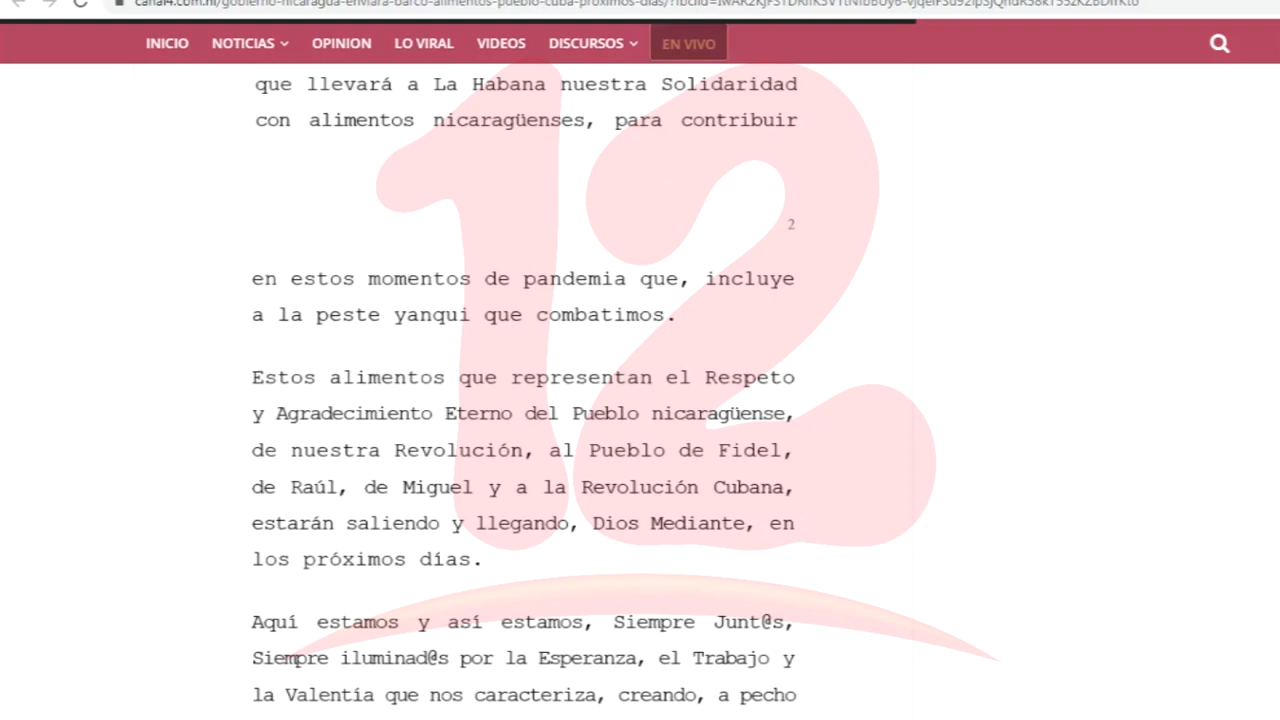 INICIO NOTICIAS OPINION LO VIRAL VIDEOS DISCURSOS EN VIVO
que llevará a La Habana nuestra Solidaridad
con alimentos nicaragüenses, para contribuir
2
en estos momentos de pandemia que, incluye
a la peste yanqui que combatimos.
Estos alimentos que representan el Respeto
y Agradecimiento Eterno del Pueblo nicaragüense,
de nuestra Revolución, al Pueblo de Fidel,
de Raúl, de Miguel y a la Revolución Cubana,
estarán saliendo y llegando, Dios Mediante, en
los próximos días.
Aquí estamos y así estamos, Siempre Junt@s,
Siempre iluminad@s por la Esperanza, el Trabajo y
la Valentía que nos caracteriza, creando, a pecho
12